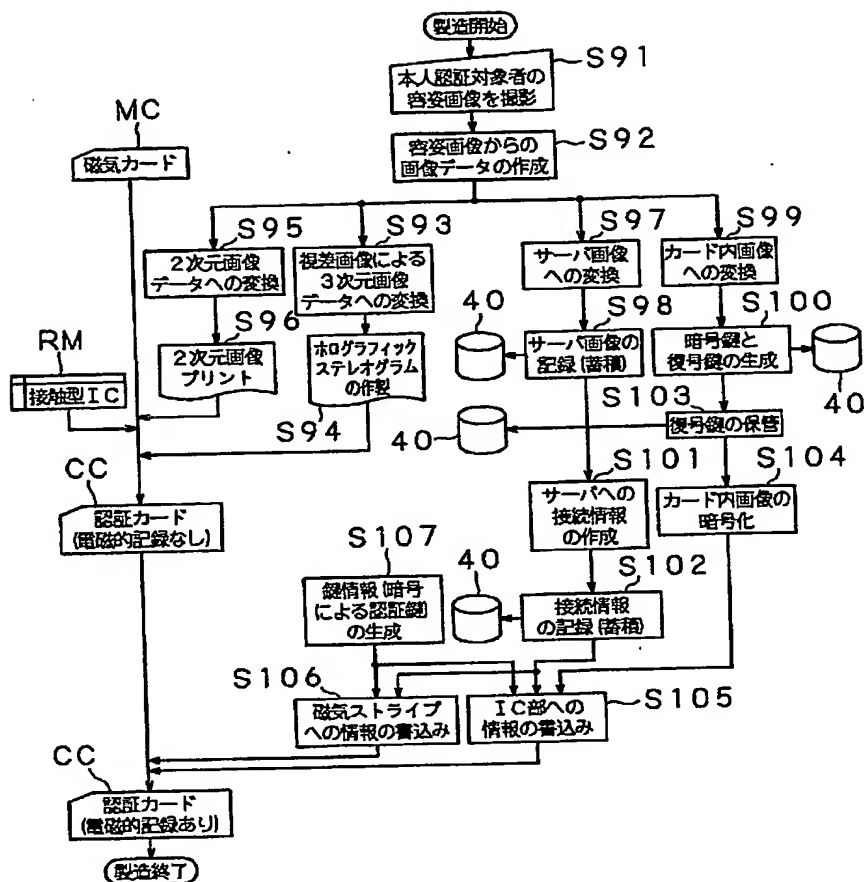 製造開始
S91
本人認証対象者の
容姿画像を撮影
MC
S92
容姿画像からの
画像データの作成
磁気カード
S95
S93
S97
S99
2次元画像
データへの変換
視差画像による
3次元画像
データへの変換
サーバ画像
への変換
カード内画像
への変換
S96
S98
S100
RM
40
2次元画像
プリント
ホログラフィック
ステレオグラム
の作製
サーバ画像の
記録(蓄積)
暗号鍵と
復号鍵の生成
接触型IC
S103
40
S94
40
復号鍵の保管
S101
S104
CC
認証カード
(電磁的記録なし)
サーバへの
接続情報
の作成
カード内画像の
暗号化
S107
40
S102
鍵情報(暗号
による認証鍵)
の生成
接続情報
の記録(蓄積)
S106
S105
磁気ストライプ
への情報の書込み
IC部への
情報の書込み
CC
認証カード
(電磁的記録あり)
製造終了